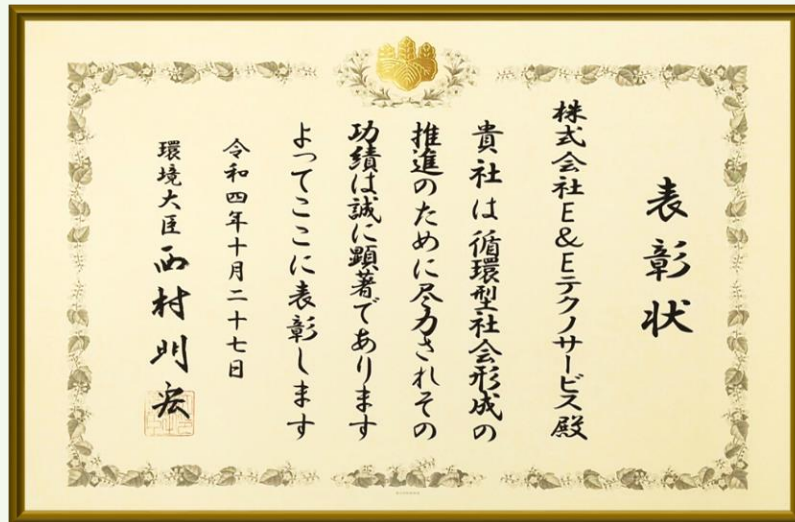 表彰状
株式会社E&Eテクノサービス殿
貴社は循環型社会形成の
推進のために尽力されその
功績は誠に顕著であります
よってここに表彰します
令和四年十月二十七日
環境大臣 西村明宏